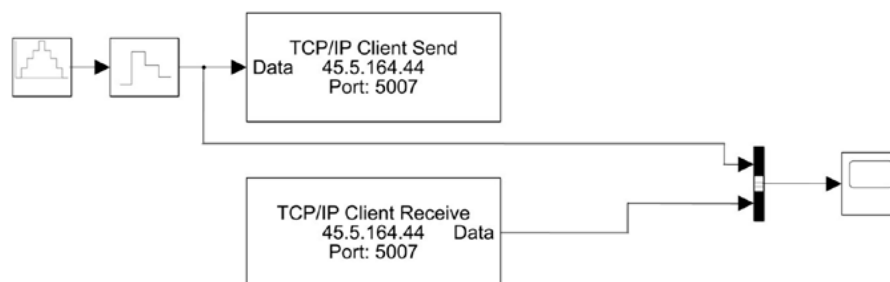 TCP/IP Client Send
Data 45.5.164.44
Port: 5007
TCP/IP Client Receive
45.5.164.44 Data
Port: 5007